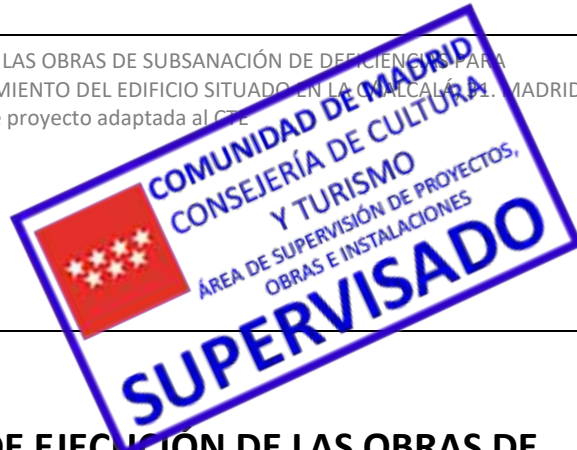 LAS OBRAS DE SUBSANACIÓN DE DEFICIENCIAS PARA
MIENTO DEL EDIFICIO SITUADO EN LA C/ALCALÁ, 31. MADRID
proyecto adaptada al CTE
COMUNIDAD DE MADRID
CONSEJERÍA DE CULTURA
Y TURISMO
ÁREA DE SUPERVISIÓN DE PROYECTOS,
OBRAS E INSTALACIONES
SUPERVISADO
DE EJECUCIÓN DE LAS OBRAS DE